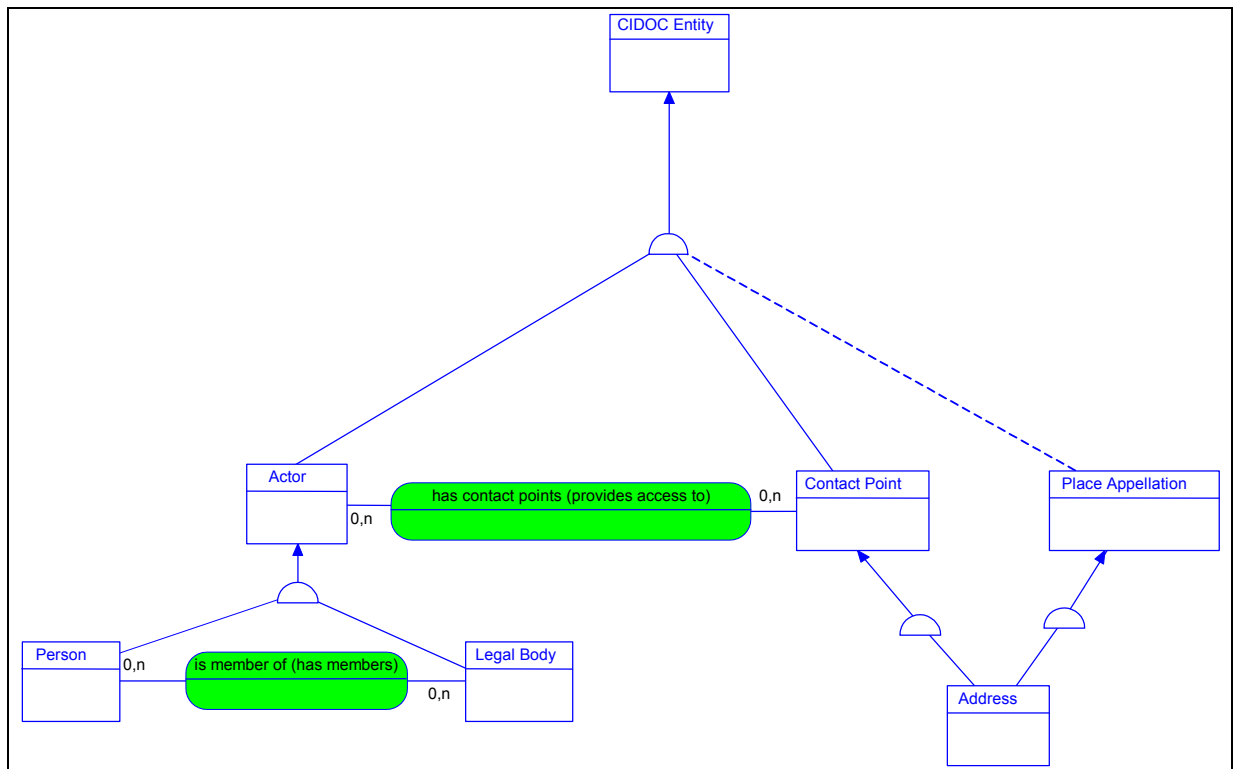 CIDOC Entity
Actor
has contact points (provides access to)
0,n
0,n
Contact Point
Place Appellation
Person
0,n
is member of (has members)
0,n
Legal Body
Address